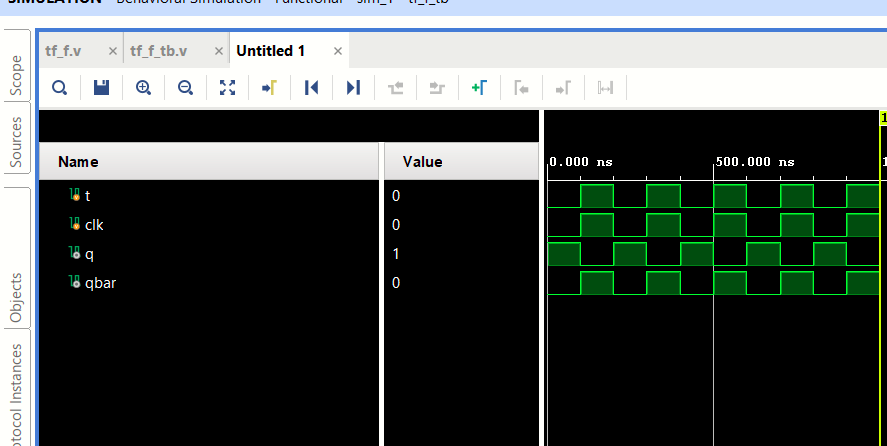 SIMULATION - Behavioral Simulation - Functional - sim_1 - tf_f_tb
tf_f.v × tf_f_tb.v × Untitled 1 ×
Scope
Sources
Objects
otocol Instances
Name Value
0.000 ns 500.000 ns
t 0
clk 0
q 1
qbar 0